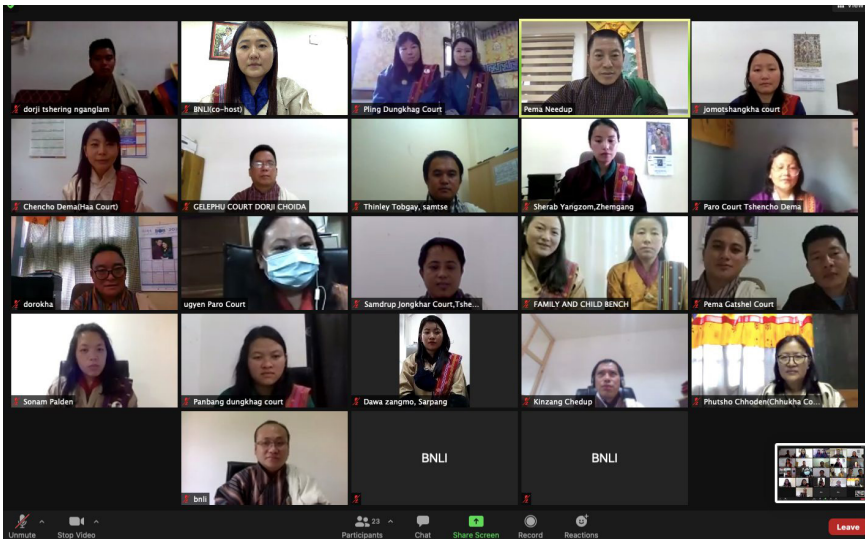 View
dorji tshering nganglam
BNLI(co-host)
Pling Dungkhag Court
Pema Needup
jomotshangkha court
Chencho Dema(Haa Court)
GELEPHU COURT DORJI CHOIDA
Thinley Tobgay, samtse
Sherab Yangzom,Zhemgang
Paro Court Tshencho Dema
dorokha
ugyen Paro Court
Samdrup Jongkhar Court,Tshe...
FAMILY AND CHILD BENCH
Pema Gatshel Court
Sonam Palden
Panbang dungkhag court
Dawa zangmo, Sarpang
Kinzang Chedup
Phutsho Chhoden(Chhukha Co...
bnli
BNLI
BNLI
Unmute
Stop Video
Participants
23
Chat
Share Screen
Record
Reactions
Leave